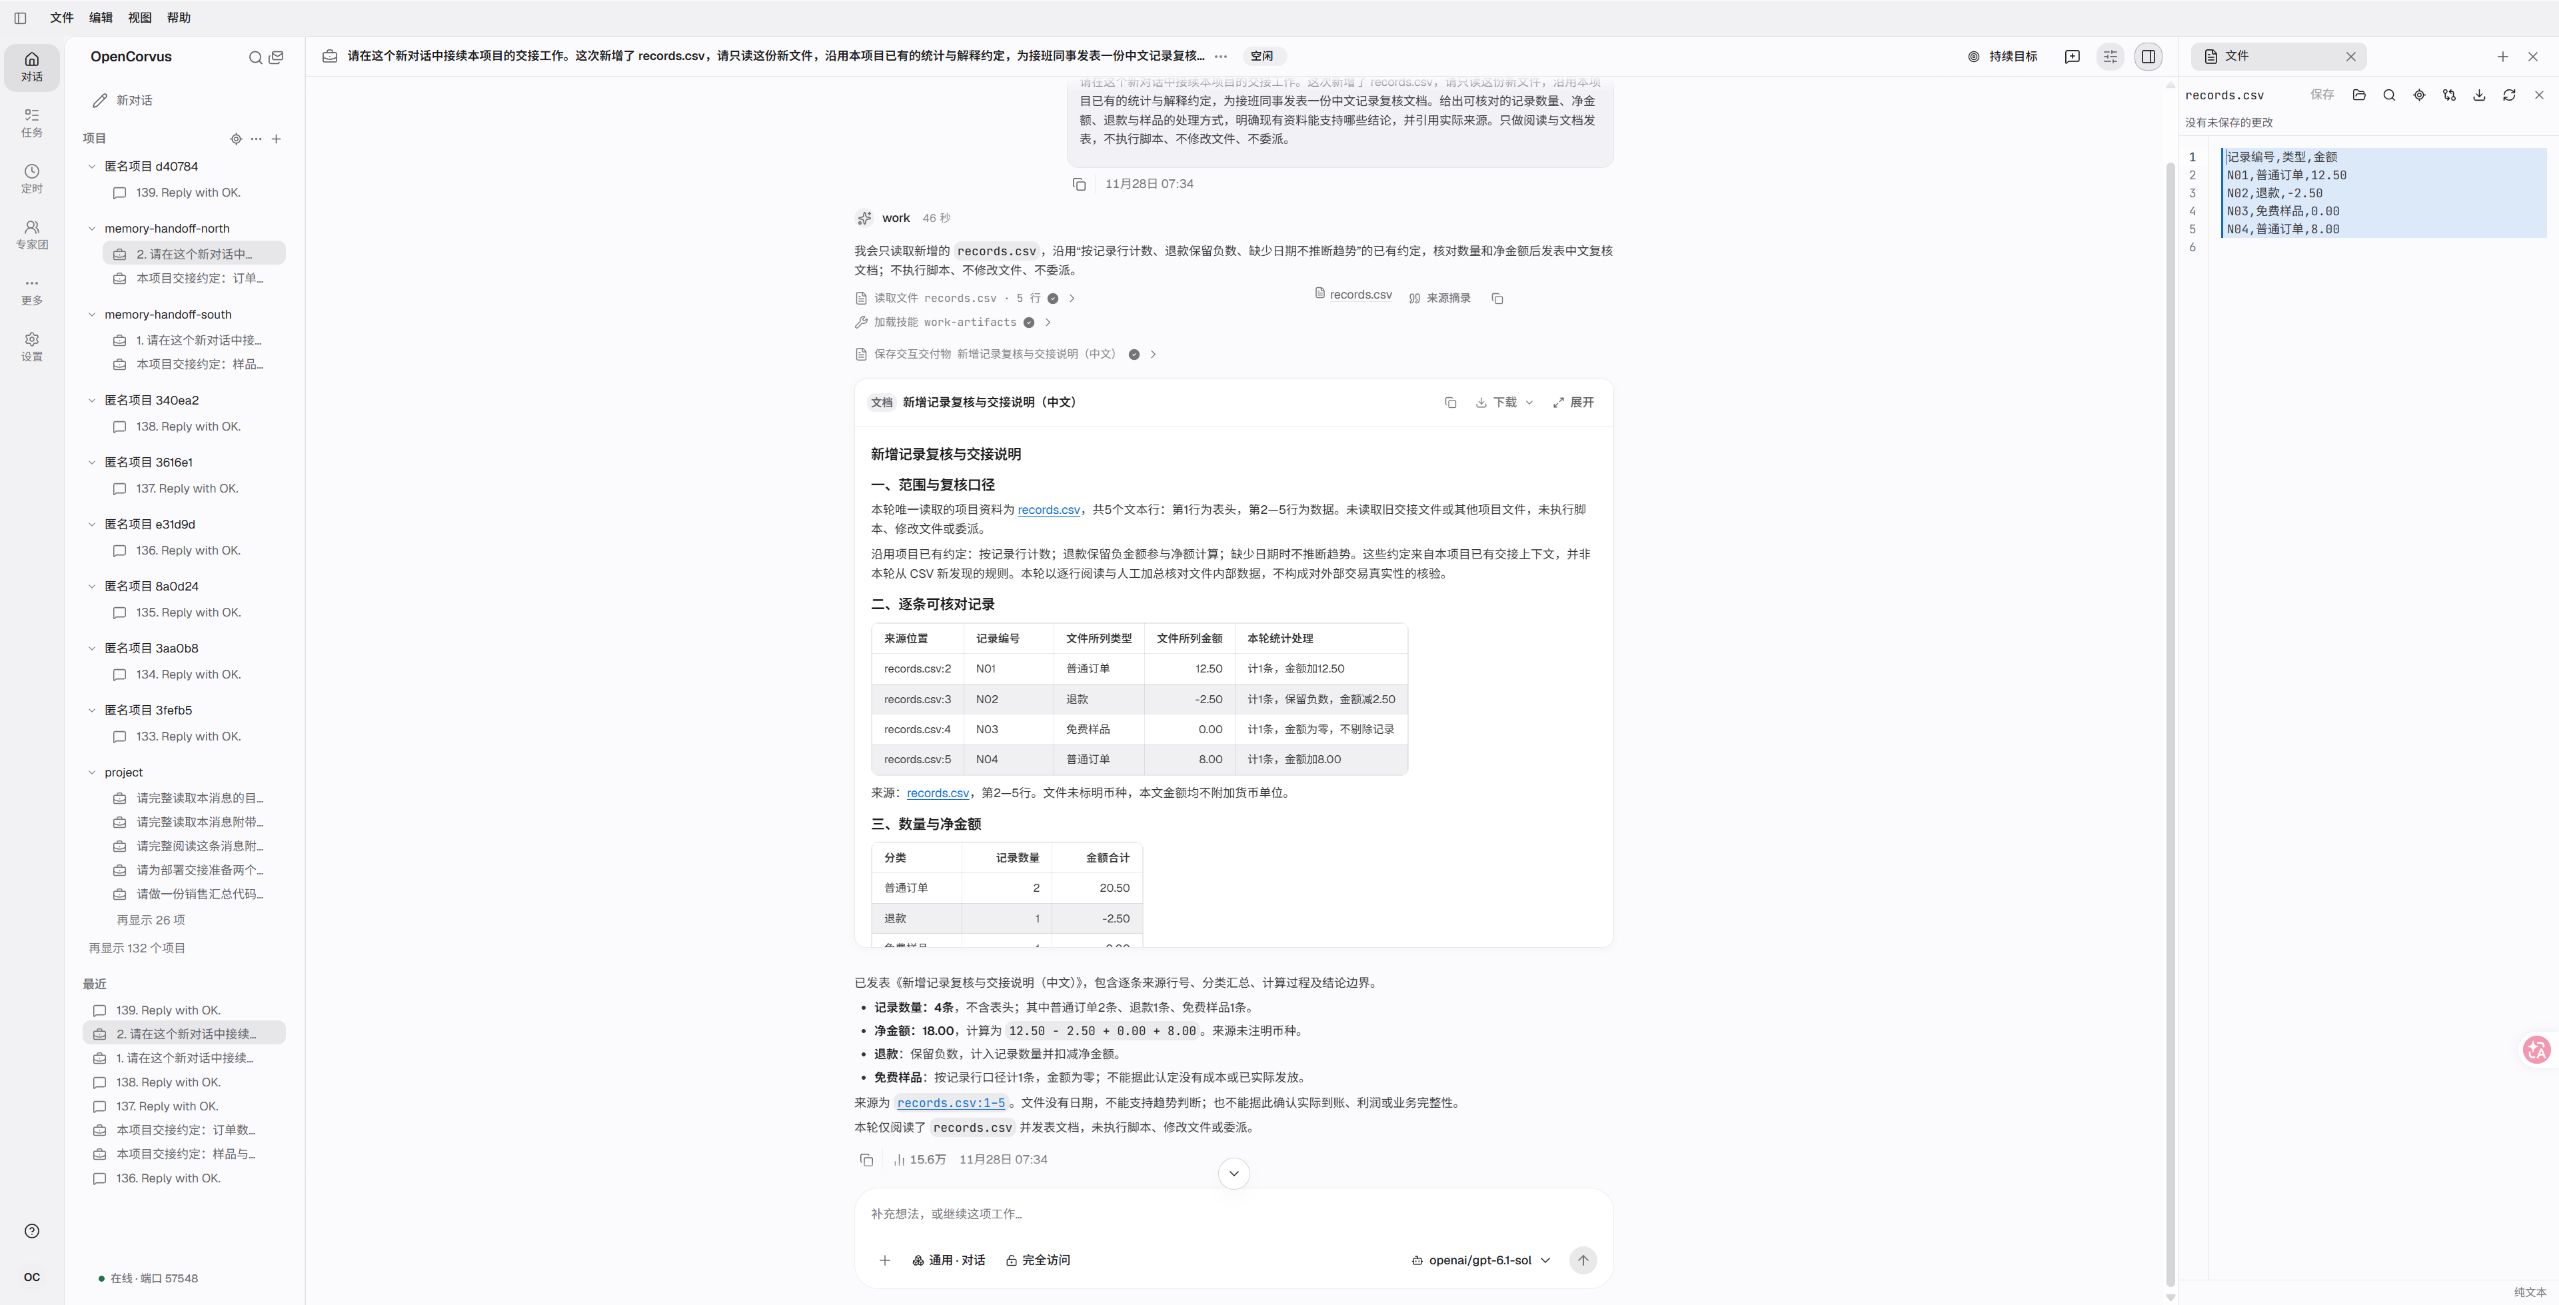 文件 编辑 视图 帮助
对话
任务
定时
专家团
更多
设置
OC
OpenCorvus
新对话
项目
匿名项目 d40784
139. Reply with OK.
memory-handoff-north
2. 请在这个新对话中...
本项目交接约定：订单...
memory-handoff-south
1. 请在这个新对话中接...
本项目交接约定：样品...
匿名项目 340ea2
138. Reply with OK.
匿名项目 3616e1
137. Reply with OK.
匿名项目 e31d9d
136. Reply with OK.
匿名项目 8a0d24
135. Reply with OK.
匿名项目 3aa0b8
134. Reply with OK.
匿名项目 3fefb5
133. Reply with OK.
project
请完整读取本消息的目...
请完整读取本消息附带...
请完整阅读这条消息附...
请为部署交接准备两个...
请做一份销售汇总代码...
再显示 26 项
再显示 132 个项目
最近
139. Reply with OK.
2. 请在这个新对话中接续...
1. 请在这个新对话中接续...
138. Reply with OK.
137. Reply with OK.
本项目交接约定：订单数...
本项目交接约定：样品与...
136. Reply with OK.
在线 · 端口 57548
请在这个新对话中接续本项目的交接工作。这次新增了 records.csv，请只读这份新文件，沿用本项目已有的统计与解释约定，为接班同事发表一份中文记录复核... ··· 空闲
持续目标
请在这个新对话中接续本项目的交接工作。这次新增了 records.csv，请只读这份新文件，沿用本项
目已有的统计与解释约定，为接班同事发表一份中文记录复核文档。给出可核对的记录数量、净金
额、退款与样品的处理方式，明确现有资料能支持哪些结论，并引用实际来源。只做阅读与文档发
表，不执行脚本、不修改文件、不委派。
11月28日 07:34
work 46 秒
我会只读取新增的 records.csv，沿用“按记录行计数、退款保留负数、缺少日期不推断趋势”的已有约定，核对数量和净金额后发表中文复核
文档；不执行脚本、不修改文件、不委派。
读取文件 records.csv · 5 行
records.csv 来源摘录
加载技能 work-artifacts
保存交互交付物 新增记录复核与交接说明（中文）
文档 新增记录复核与交接说明（中文） 下载 展开
新增记录复核与交接说明
一、范围与复核口径
本轮唯一读取的项目资料为 records.csv，共5个文本行：第1行为表头，第2—5行为数据。未读取旧交接文件或其他项目文件，未执行脚
本、修改文件或委派。
沿用项目已有约定：按记录行计数；退款保留负金额参与净额计算；缺少日期时不推断趋势。这些约定来自本项目已有交接上下文，并非
本轮从 CSV 新发现的规则。本轮以逐行阅读与人工加总核对文件内部数据，不构成对外部交易真实性的核验。
二、逐条可核对记录
来源位置 记录编号 文件所列类型 文件所列金额 本轮统计处理
records.csv:2 N01 普通订单 12.50 计1条，金额加12.50
records.csv:3 N02 退款 -2.50 计1条，保留负数，金额减2.50
records.csv:4 N03 免费样品 0.00 计1条，金额为零，不剔除记录
records.csv:5 N04 普通订单 8.00 计1条，金额加8.00
来源：records.csv，第2—5行。文件未标明币种，本文金额均不附加货币单位。
三、数量与净金额
分类 记录数量 金额合计
普通订单 2 20.50
退款 1 -2.50
免费样品 1 0.00
已发表《新增记录复核与交接说明（中文）》，包含逐条来源行号、分类汇总、计算过程及结论边界。
• 记录数量：4条，不含表头；其中普通订单2条、退款1条、免费样品1条。
• 净金额：18.00，计算为 12.50 - 2.50 + 0.00 + 8.00。来源未注明币种。
• 退款：保留负数，计入记录数量并扣减净金额。
• 免费样品：按记录行口径计1条，金额为零；不能据此认定没有成本或已实际发放。
来源为 records.csv:1-5。文件没有日期，不能支持趋势判断；也不能据此确认实际到账、利润或业务完整性。
本轮仅阅读了 records.csv 并发表文档，未执行脚本、修改文件或委派。
15.6万 11月28日 07:34
补充想法，或继续这项工作...
通用 · 对话 完全访问 openai/gpt-6.1-sol
文件
records.csv 保存
没有未保存的更改
1 记录编号,类型,金额
2 N01,普通订单,12.50
3 N02,退款,-2.50
4 N03,免费样品,0.00
5 N04,普通订单,8.00
6
纯文本